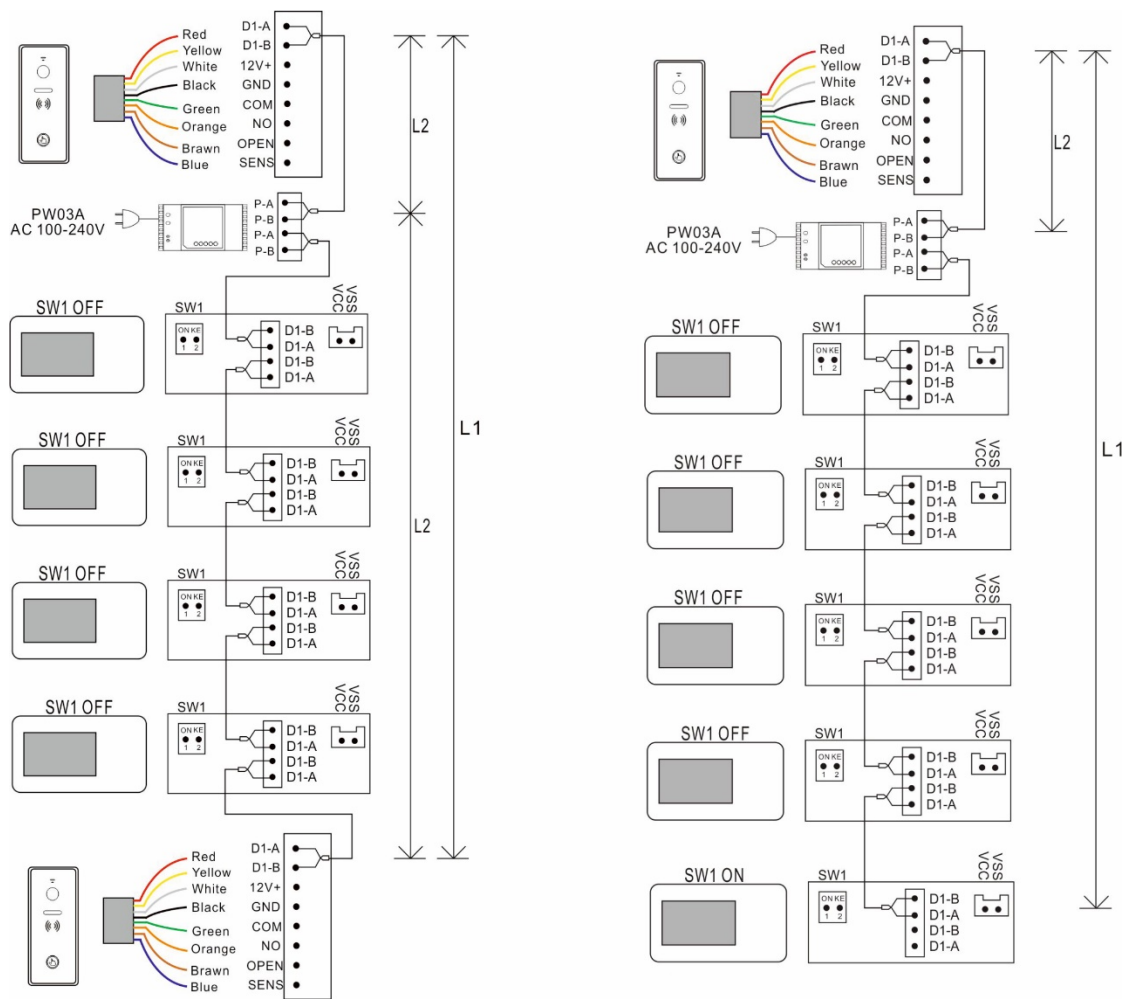 D1-A
Red
D1-B
Yellow
12V+
White
GND
Black
COM
Green
NO
Orange
OPEN
Brawn
SENS
Blue
L2
P-A
P-B
P-A
P-B
PW03A
AC 100-240V
SW1 OFF
SW1
ON KE
1 2
VSS
VCC
D1-B
D1-A
D1-B
D1-A
SW1 OFF
SW1
ON KE
1 2
VSS
VCC
D1-B
D1-A
D1-B
D1-A
L1
L2
SW1 OFF
SW1
ON KE
1 2
VSS
VCC
D1-B
D1-A
D1-B
D1-A
SW1 OFF
SW1
ON KE
1 2
VSS
VCC
D1-B
D1-A
D1-B
D1-A
D1-A
Red
D1-B
Yellow
12V+
White
GND
Black
COM
Green
NO
Orange
OPEN
Brawn
SENS
Blue
D1-A
Red
D1-B
Yellow
12V+
White
GND
Black
COM
Green
NO
Orange
OPEN
Brawn
SENS
Blue
L2
P-A
P-B
P-A
P-B
PW03A
AC 100-240V
SW1 OFF
SW1
ON KE
1 2
VSS
VCC
D1-B
D1-A
D1-B
D1-A
L1
SW1 OFF
SW1
ON KE
1 2
VSS
VCC
D1-B
D1-A
D1-B
D1-A
SW1 OFF
SW1
ON KE
1 2
VSS
VCC
D1-B
D1-A
D1-B
D1-A
SW1 OFF
SW1
ON KE
1 2
VSS
VCC
D1-B
D1-A
D1-B
D1-A
SW1 ON
SW1
ON KE
1 2
VSS
VCC
D1-B
D1-A
D1-B
D1-A